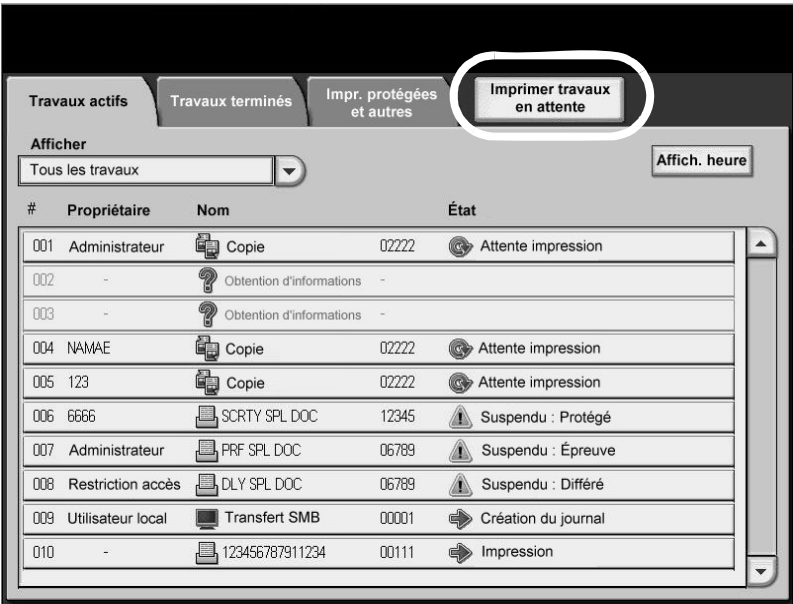 Travaux actifs
Travaux terminés
Impr. protégées
et autres
Imprimer travaux
en attente
Afficher
Tous les travaux
Affich. heure
# Propriétaire Nom État
001 Administrateur Copie 02222 Attente impression
002 - Obtention d'informations -
003 - Obtention d'informations -
004 NAMAE Copie 02222 Attente impression
005 123 Copie 02222 Attente impression
006 6666 SCRTY SPL DOC 12345 Suspendu : Protégé
007 Administrateur PRF SPL DOC 06789 Suspendu : Épreuve
008 Restriction accès DLY SPL DOC 06789 Suspendu : Différé
009 Utilisateur local Transfert SMB 00001 Création du journal
010 - 123456787911234 00111 Impression